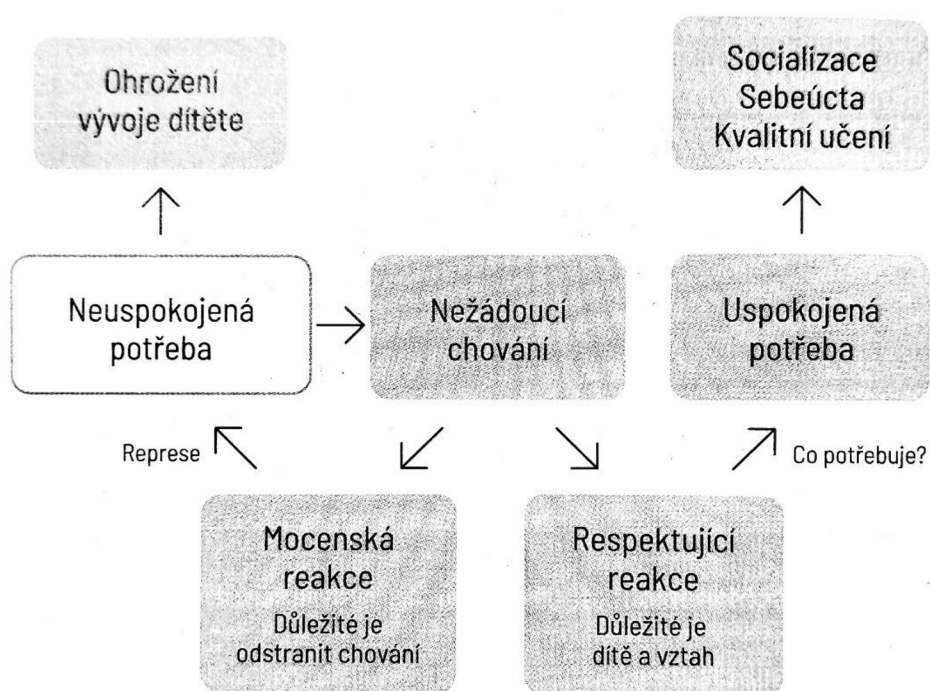 Ohrožení
vývoje dítěte
Socializace
Sebeúcta
Kvalitní učení
Neuspokojená
potřeba
Nežádoucí
chování
Uspokojená
potřeba
Represe
Co potřebuje?
Mocenská
reakce
Důležité je
odstranit chování
Respektující
reakce
Důležité je
dítě a vztah